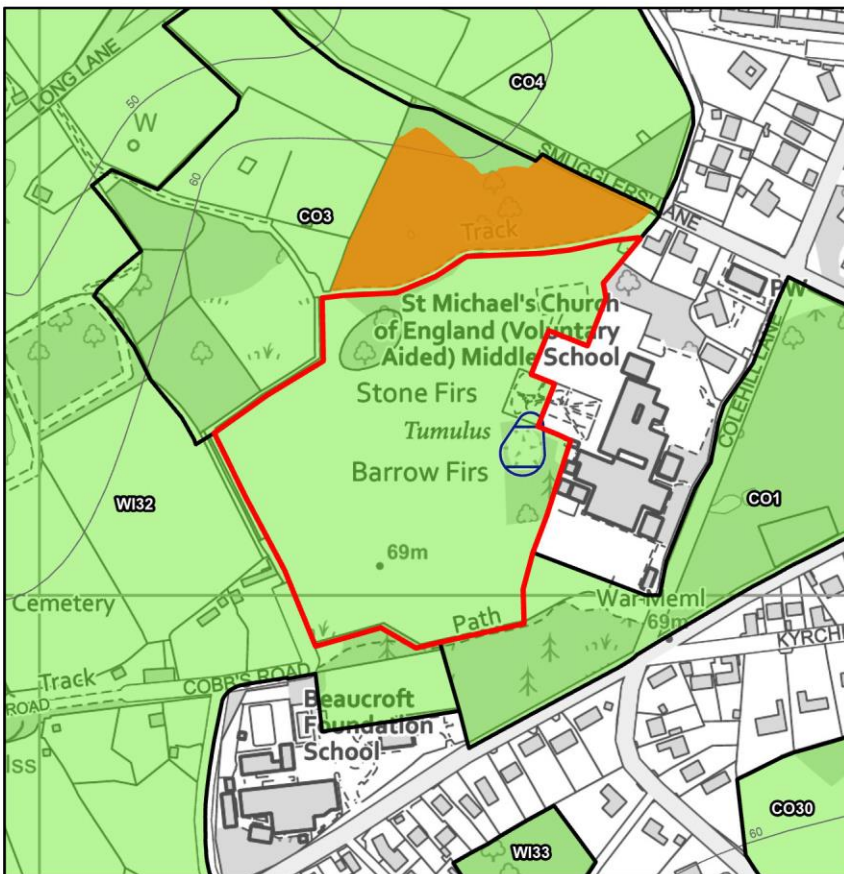 LONG LANE
50
W
60
CO4
SMUGGLERS' LANE
CO3
Track
St Michael's Church
of England (Voluntary
Aided) Middle School
PW
COLEHILL LANE
Stone Firs
Tumulus
Barrow Firs
CO1
WI32
69m
Cemetery
War Meml
69m
Path
Track
COBB'S ROAD
ROAD
Beaucroft
Foundation
School
lss
CO30
60
WI33